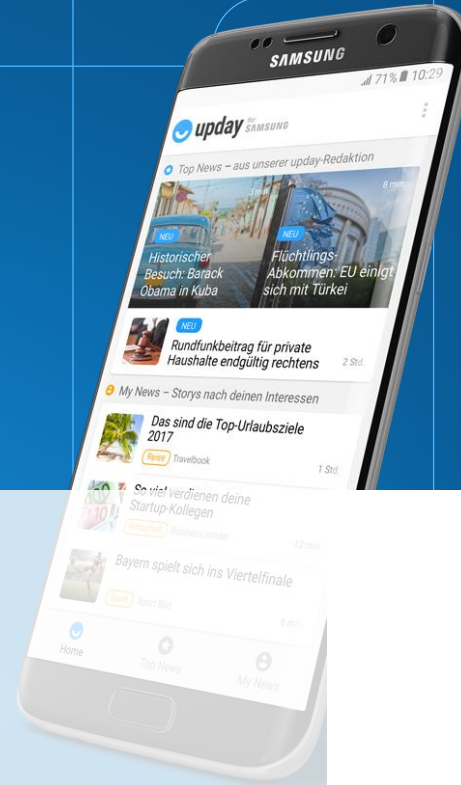 SAMSUNG
71% 10:29
upday for SAMSUNG
Top News – aus unserer upday-Redaktion
3 min
8 min
NEU
Historischer
Besuch: Barack
Obama in Kuba
NEU
Flüchtlings-
Abkommen: EU einigt
sich mit Türkei
NEU
Rundfunkbeitrag für private
Haushalte endgültig rechtens
2 Std.
My News – Storys nach deinen Interessen
Das sind die Top-Urlaubsziele
2017
Reise Travelbook
1 Std.
So viel verdienen deine
Startup-Kollegen
Wirtschaft Business Insider
12 min
Bayern spielt sich ins Viertelfinale
Sport Sport Bild
6 min
Home
Top News
My News